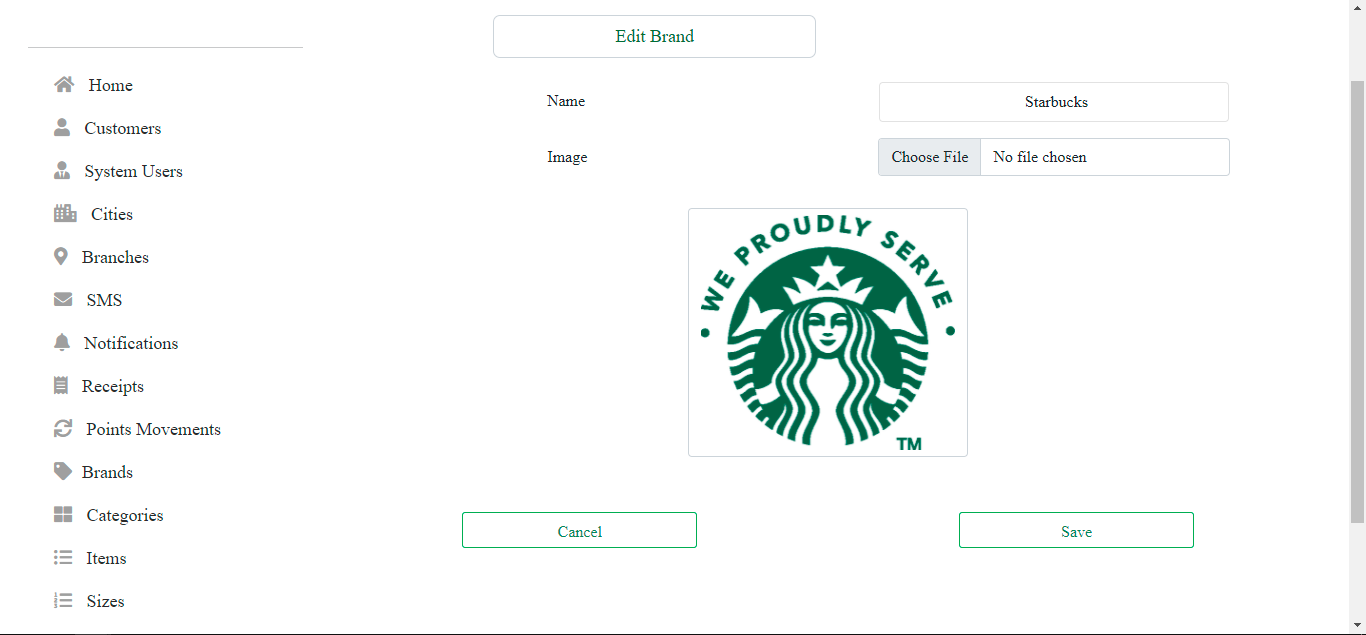 Edit Brand
Home
Customers
System Users
Cities
Branches
SMS
Notifications
Receipts
Points Movements
Brands
Categories
Items
Sizes
Name
Starbucks
Image
Choose File No file chosen
WE PROUDLY SERVE
TM
Cancel
Save